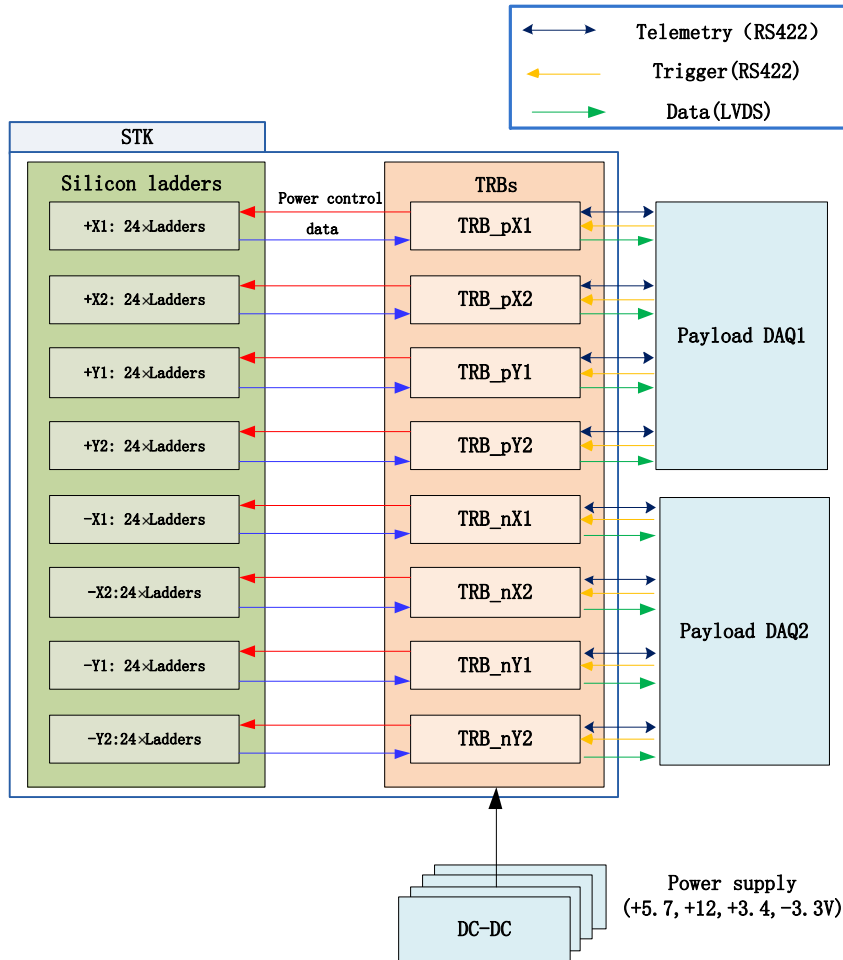 Telemetry (RS422)
Trigger(RS422)
Data(LVDS)
STK
Silicon ladders
TRBs
Power control
data
+X1: 24×Ladders
TRB_pX1
+X2: 24×Ladders
TRB_pX2
+Y1: 24×Ladders
TRB_pY1
+Y2: 24×Ladders
TRB_pY2
Payload DAQ1
-X1: 24×Ladders
TRB_nX1
-X2:24×Ladders
TRB_nX2
-Y1: 24×Ladders
TRB_nY1
-Y2:24×Ladders
TRB_nY2
Payload DAQ2
DC-DC
Power supply
(+5.7,+12,+3.4,-3.3V)